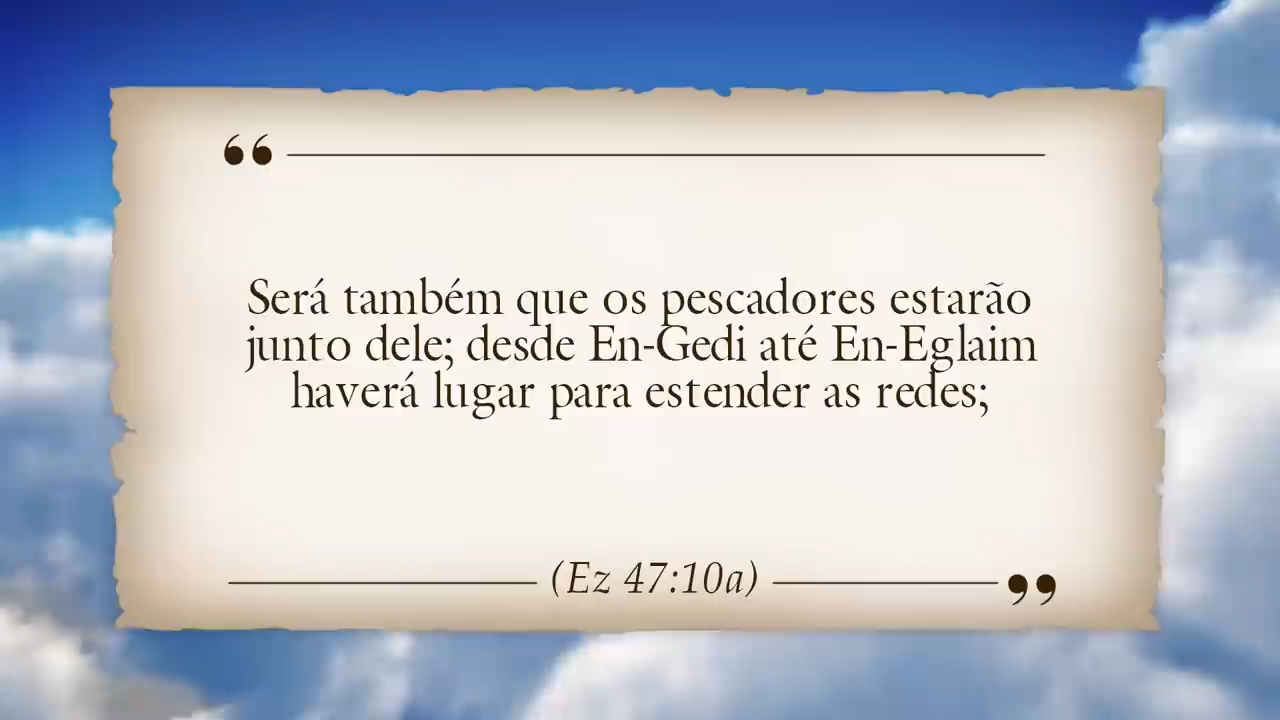 “
Será também que os pescadores estarão
junto dele; desde En-Gedi até En-Eglaim
haverá lugar para estender as redes;
(Ez 47:10a)
”